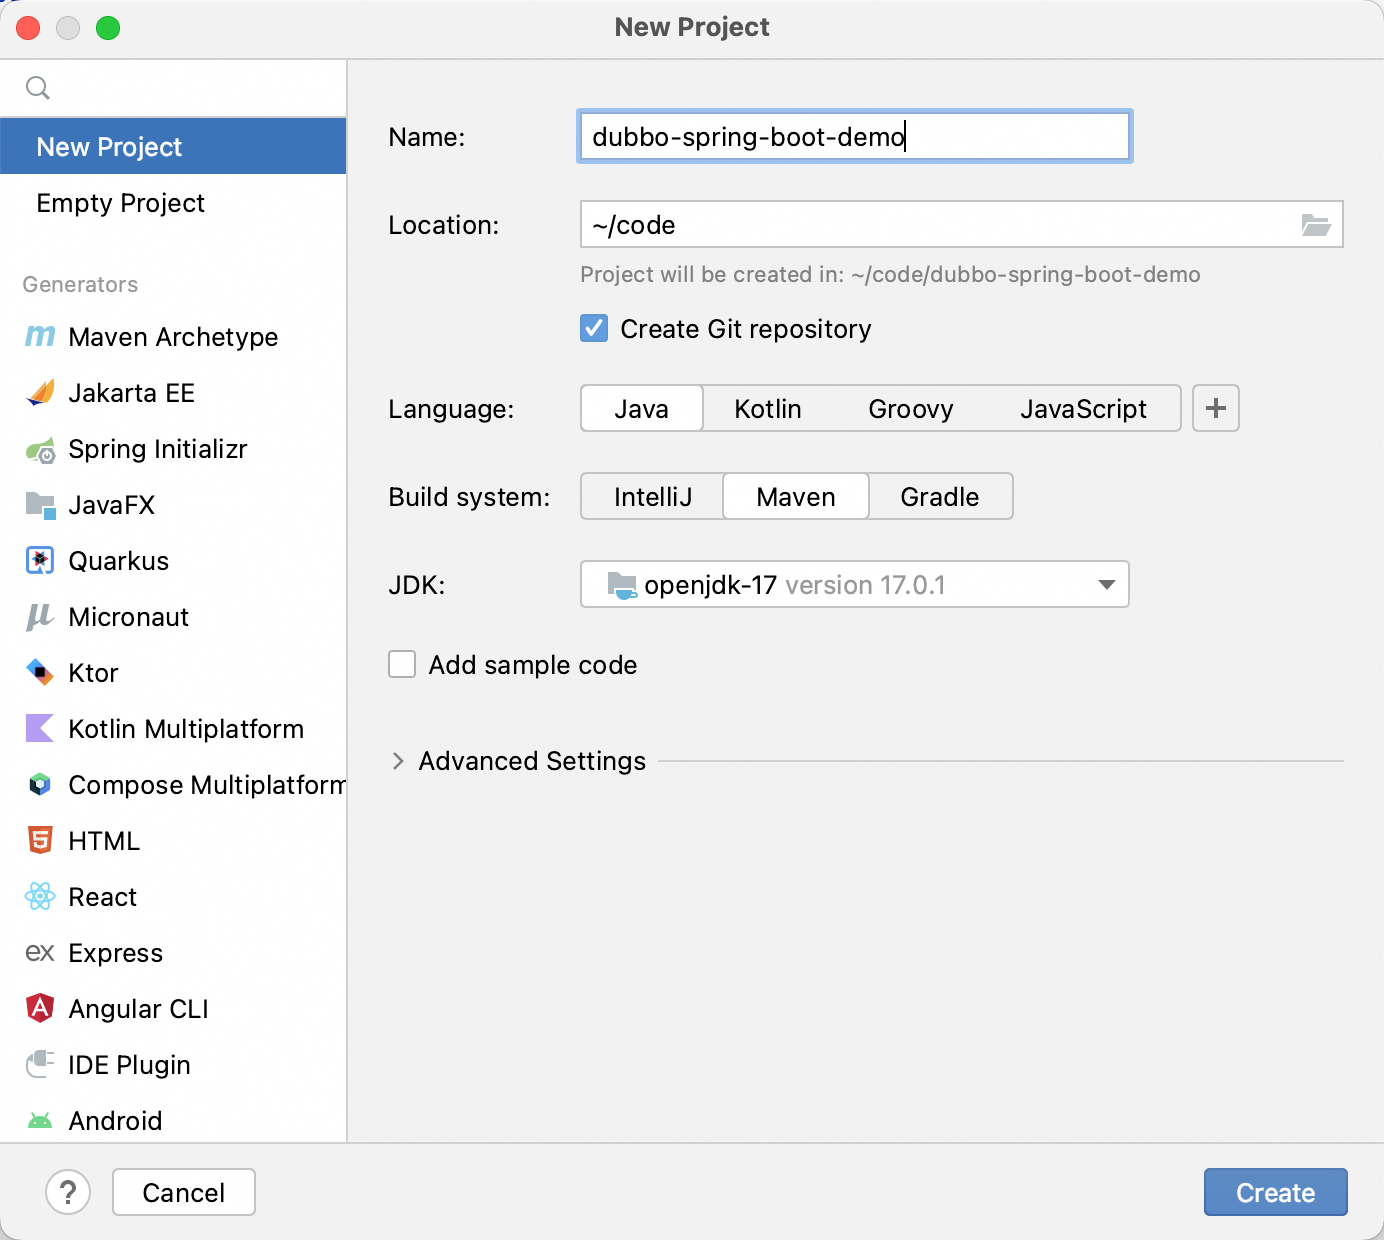 New Project
New Project
Empty Project
Generators
Maven Archetype
Jakarta EE
Spring Initializr
JavaFX
Quarkus
Micronaut
Ktor
Kotlin Multiplatform
Compose Multiplatform
HTML
React
ex Express
Angular CLI
IDE Plugin
Android
Name: dubbo-spring-boot-demo
Location: ~/code
Project will be created in: ~/code/dubbo-spring-boot-demo
Create Git repository
Language: Java Kotlin Groovy JavaScript +
Build system: IntelliJ Maven Gradle
JDK: openjdk-17 version 17.0.1
Add sample code
Advanced Settings
? Cancel Create